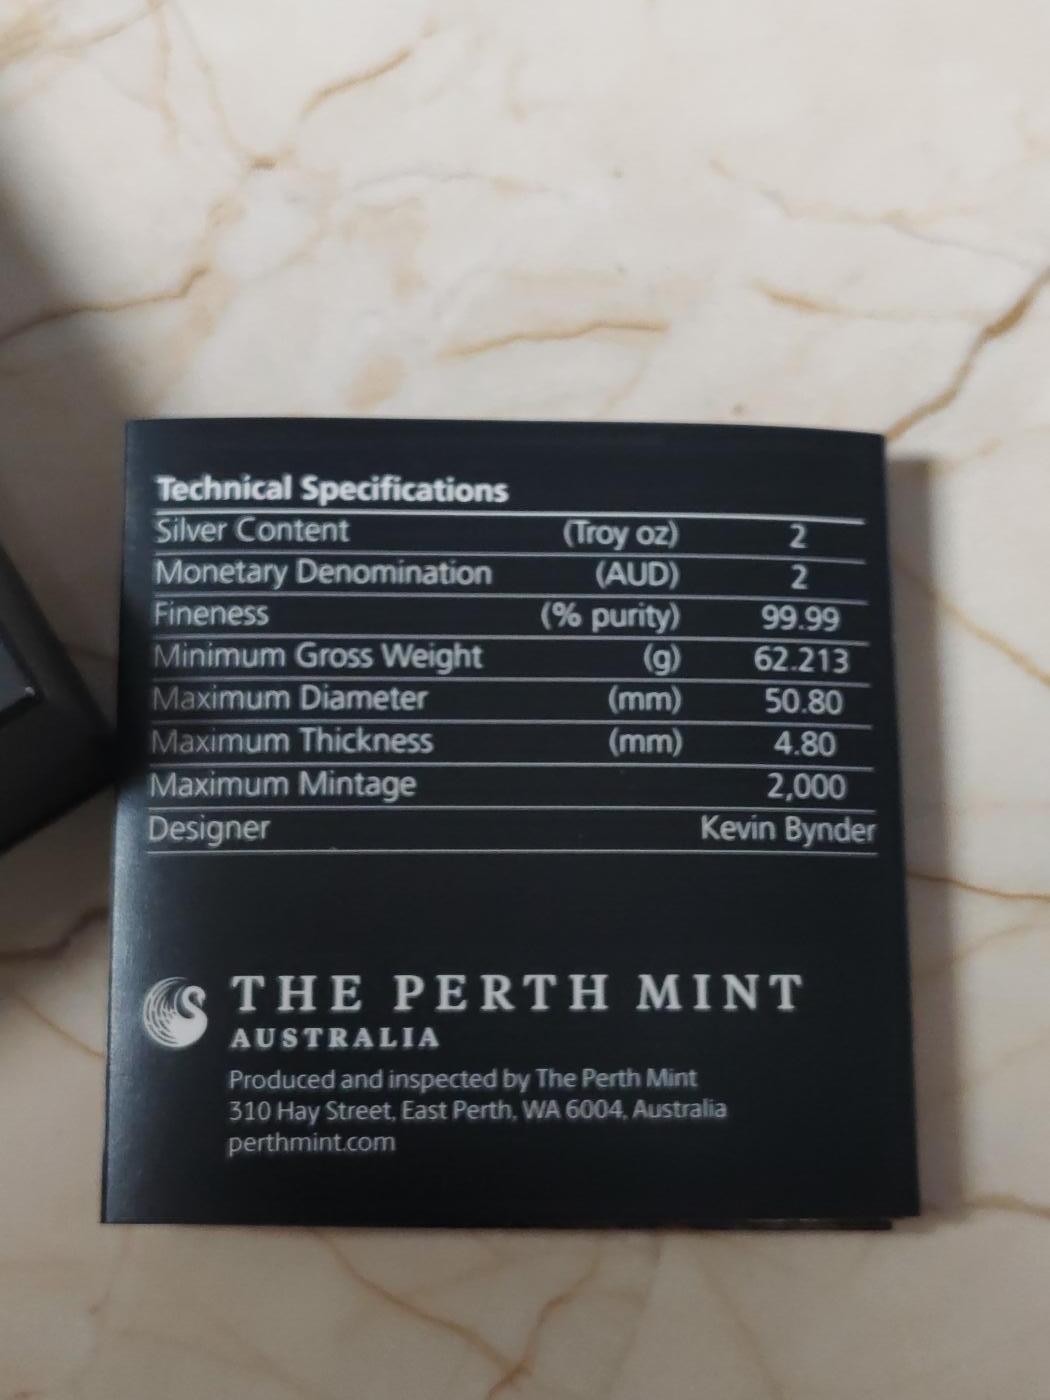 Technical Specifications
Silver Content (Troy oz) 2
Monetary Denomination (AUD) 2
Fineness (% purity) 99.99
Minimum Gross Weight (g) 62.213
Maximum Diameter (mm) 50.80
Maximum Thickness (mm) 4.80
Maximum Mintage 2,000
Designer Kevin Bynder
THE PERTH MINT
AUSTRALIA
Produced and inspected by The Perth Mint
310 Hay Street, East Perth, WA 6004, Australia
perthmint.com